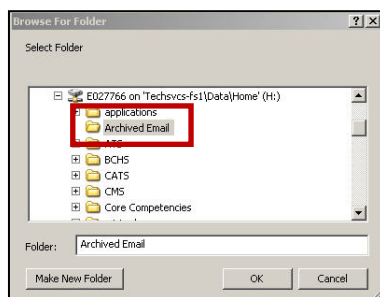 Browse For Folder
Select Folder
E027766 on 'Techsvcs-fs1\Data\Home' (H:)
applications
Archived Email
BCHS
CATS
CMS
Core Competencies
Folder: Archived Email
Make New Folder OK Cancel